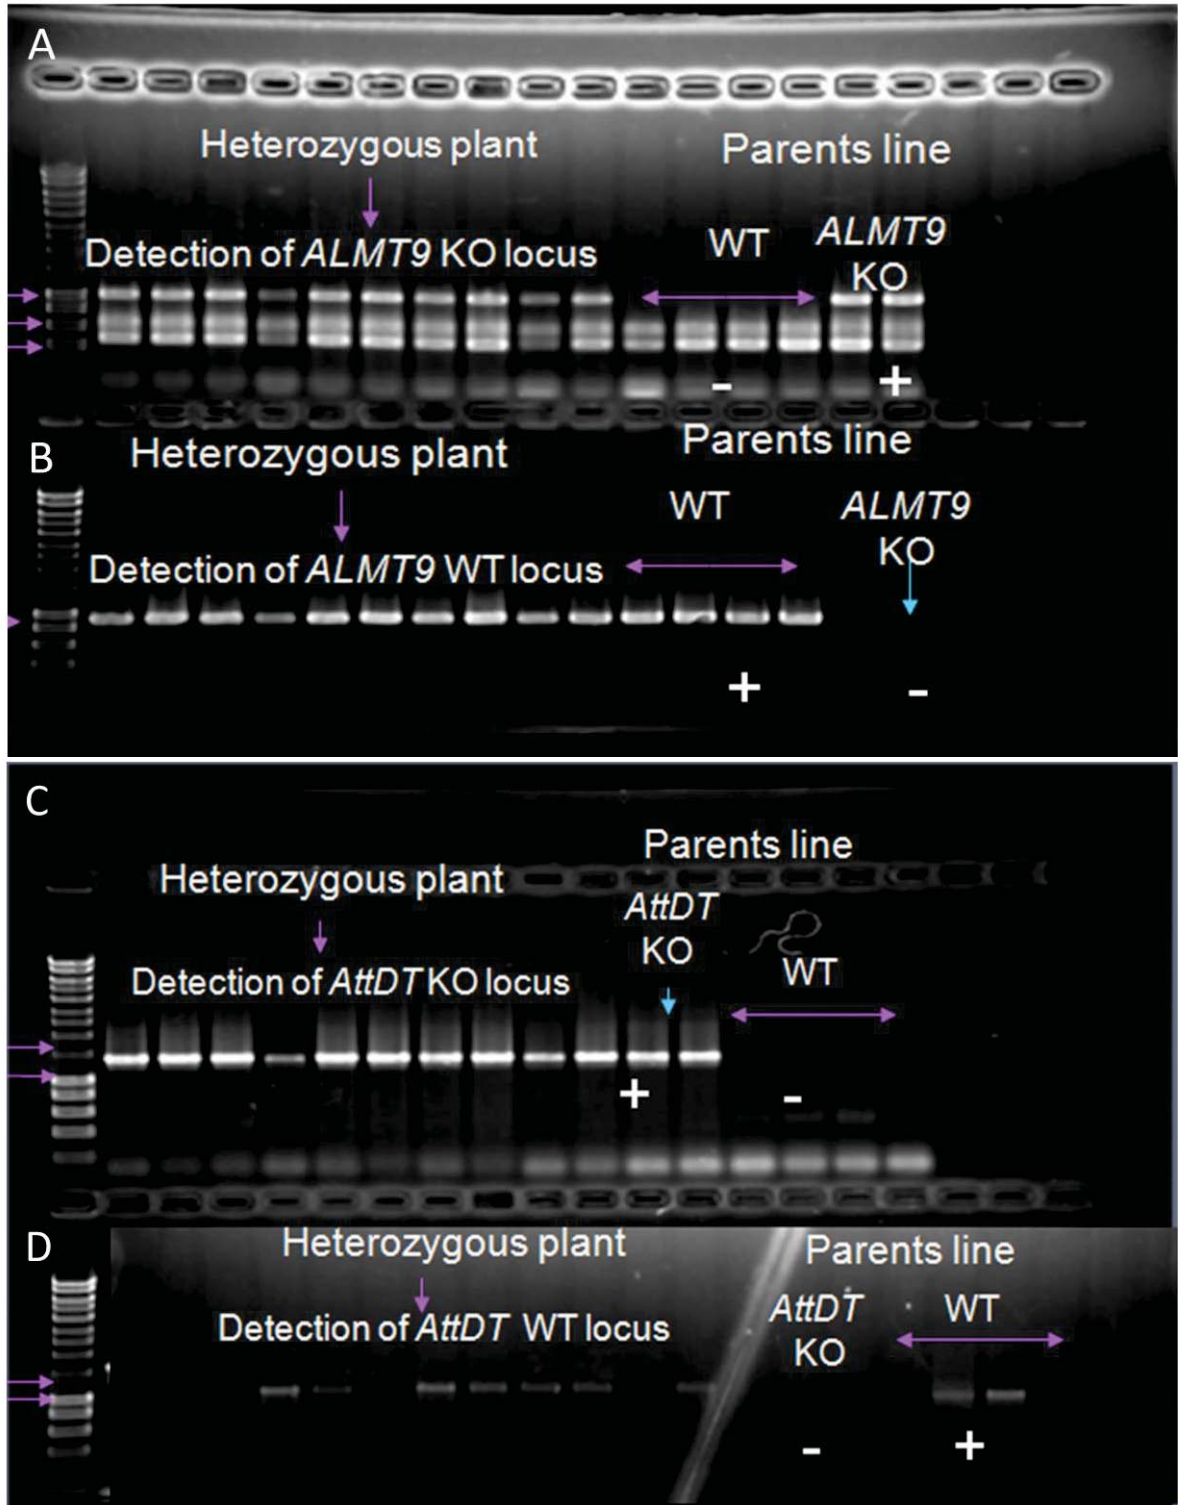 A
Heterozygous plant
Parents line
Detection of ALMT9 KO locus
WT
ALMT9
KO
-
+
B
Heterozygous plant
Parents line
WT
ALMT9
KO
Detection of ALMT9 WT locus
+
-
C
Parents line
Heterozygous plant
AttDT
KO
WT
Detection of AttDT KO locus
+
-
D
Heterozygous plant
Parents line
AttDT
KO
WT
Detection of AttDT WT locus
-
+